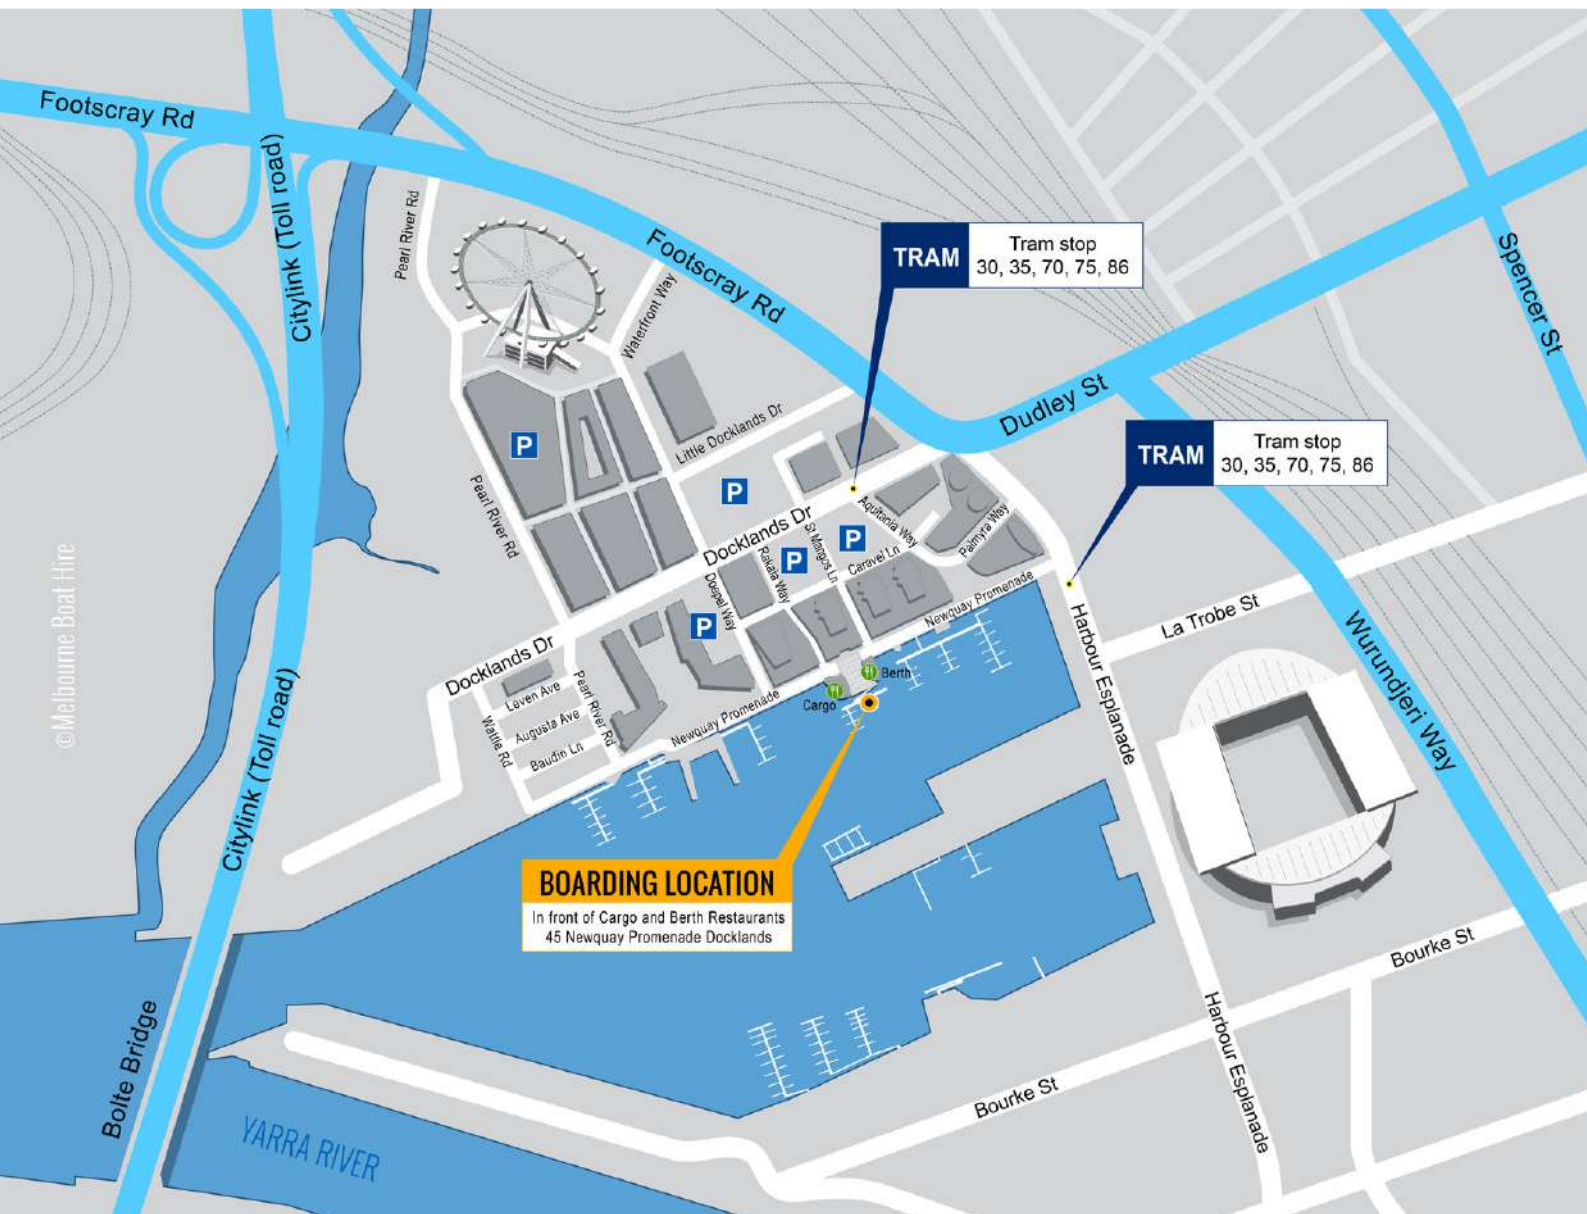 Footscray Rd
Citylink (Toll road)
Pearl River Rd
Footscray Rd
Waterfront Way
TRAM
Tram stop
30, 35, 70, 75, 86
Spencer St
Dudley St
TRAM
Tram stop
30, 35, 70, 75, 86
Little Docklands Dr
P
P
P
P
P
Pearl River Rd
Docklands Dr
Aquitania Way
Palmyra Way
St Mangos Ln
Caravel Ln
Rakaia Way
Doepel Way
Newquay Promenade
Harbour Esplanade
La Trobe St
Wurundjeri Way
©Melbourne Boat Hire
Docklands Dr
Leven Ave
Augusta Ave
Baudin Ln
Wattle Rd
Pearl River Rd
Newquay Promenade
Berth
Cargo
Citylink (Toll road)
BOARDING LOCATION
In front of Cargo and Berth Restaurants
45 Newquay Promenade Docklands
Bourke St
Harbour Esplanade
Bourke St
Bolte Bridge
YARRA RIVER